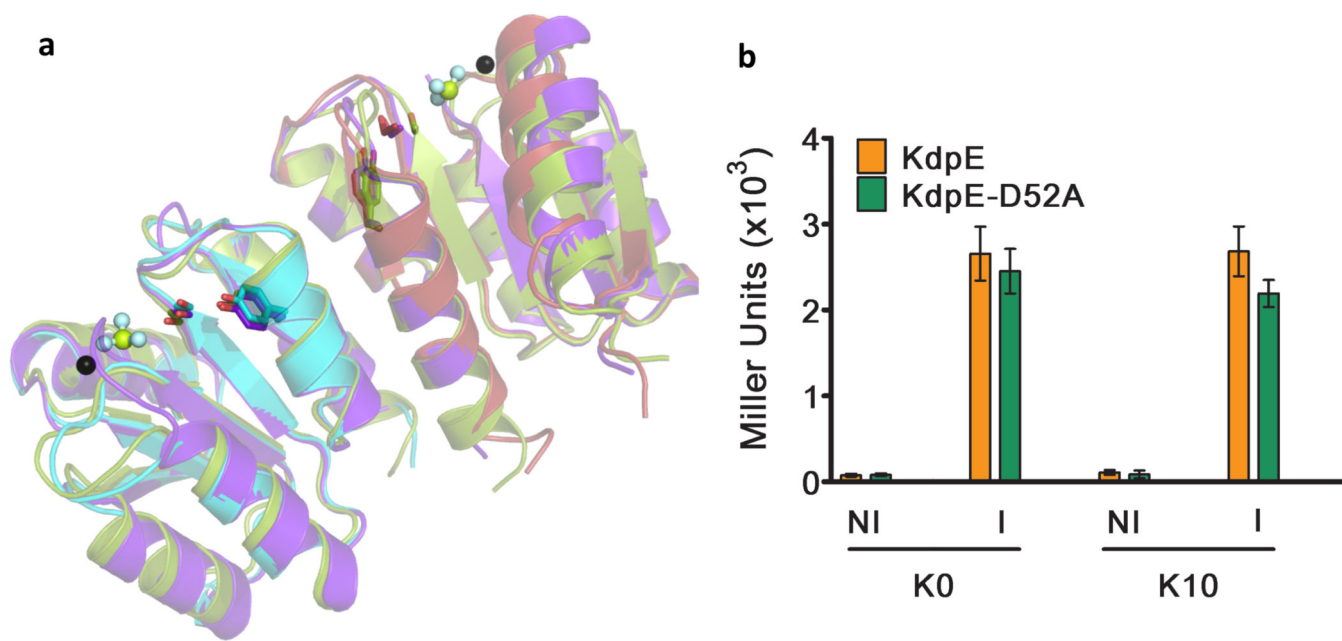 a
b
Miller Units (x10³)
4
3
2
1
0
KdpE
KdpE-D52A
NI I NI I
K0 K10